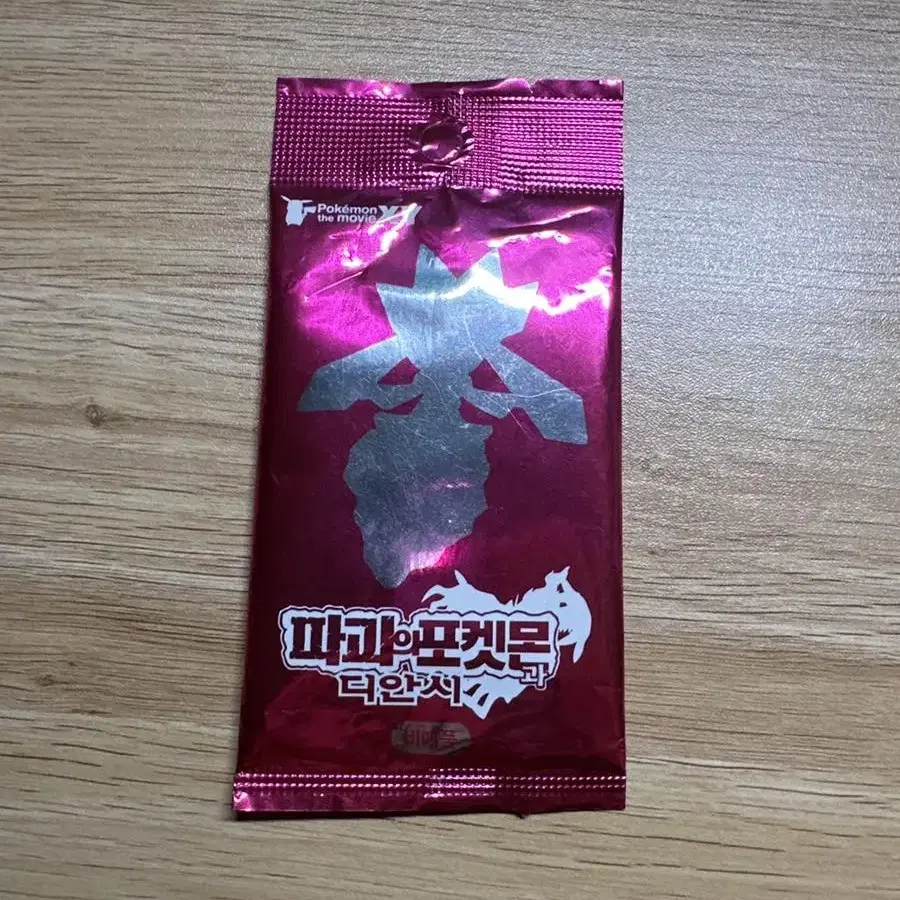 Pokémon
the movie XY
파괴의 포켓몬과
디안시
비매품